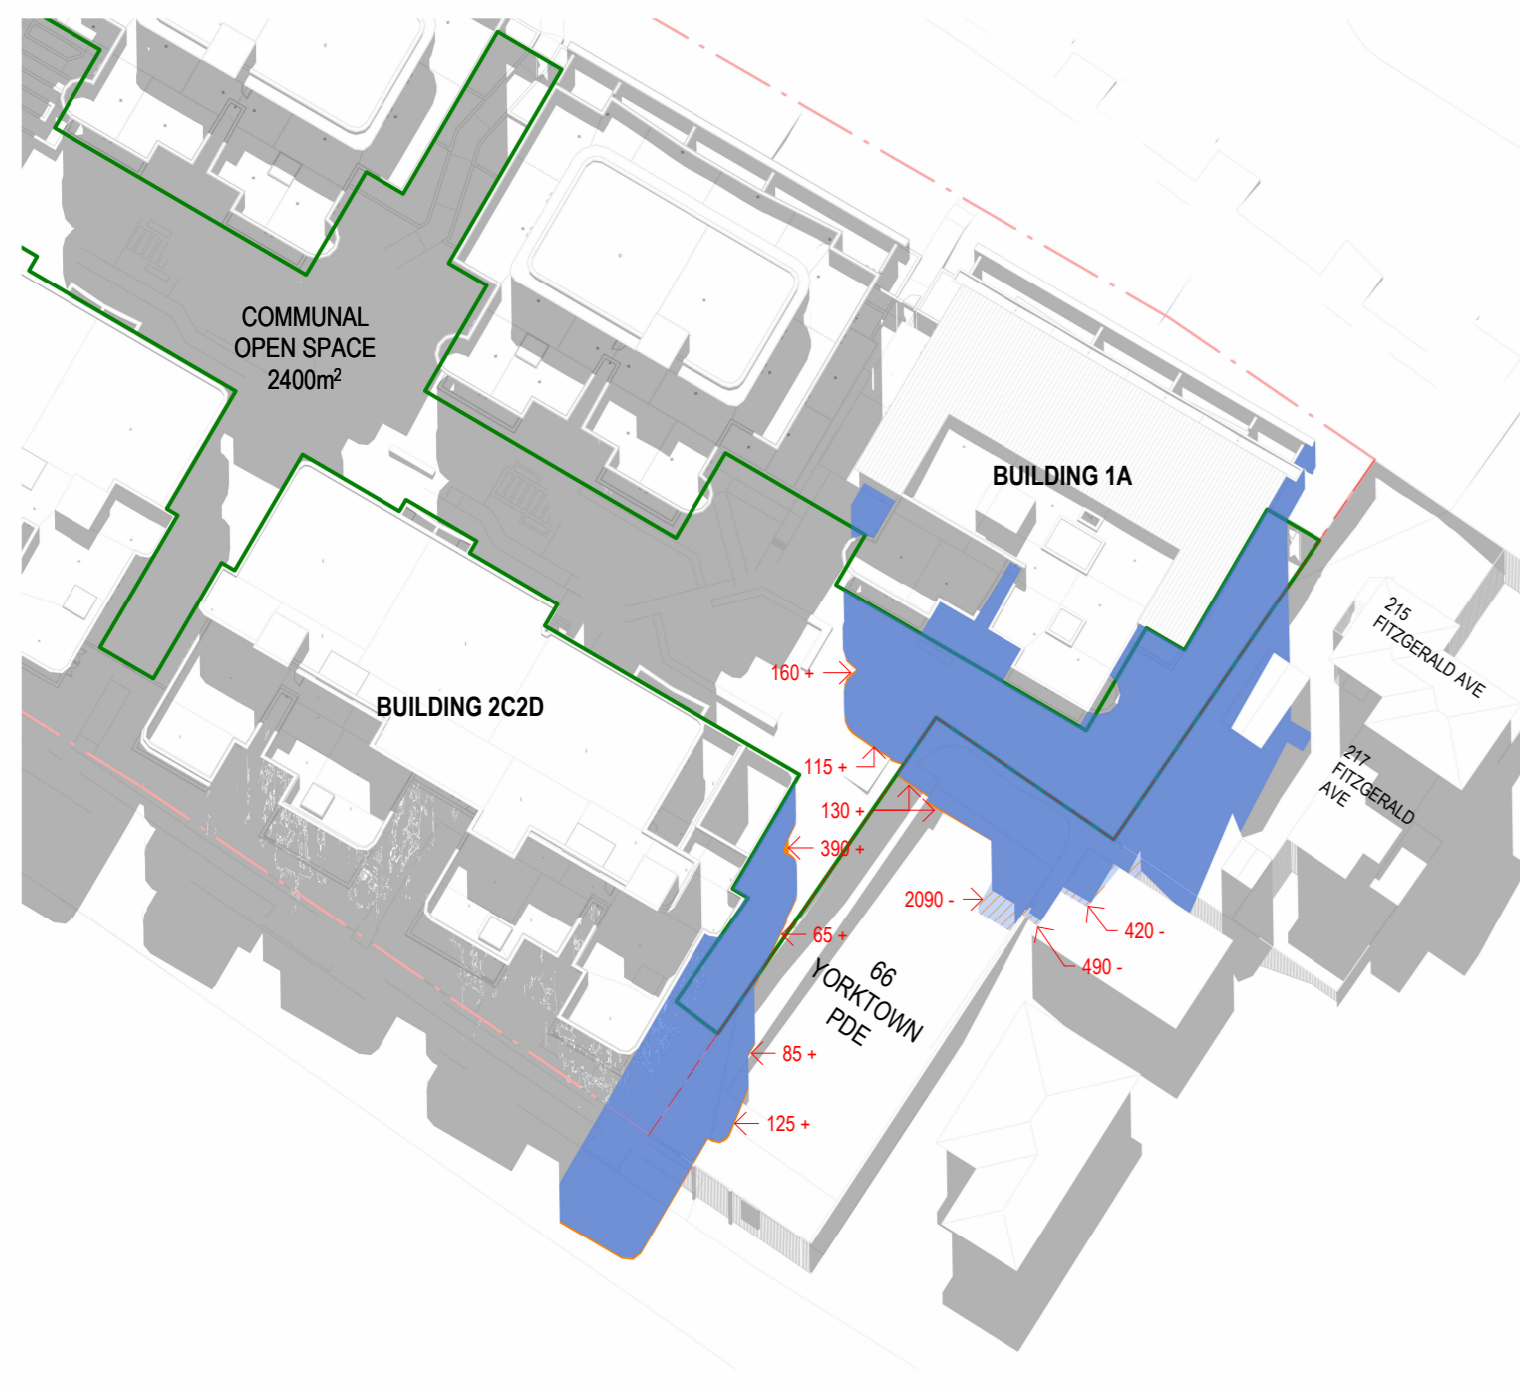 COMMUNAL
OPEN SPACE
2400m²
BUILDING 1A
215
FITZGERALD AVE
BUILDING 2C2D
160 +
115 +
217
FITZGERALD
AVE
130 +
390 +
2090 -
420 -
65 +
490 -
66
YORKTOWN
PDE
85 +
125 +